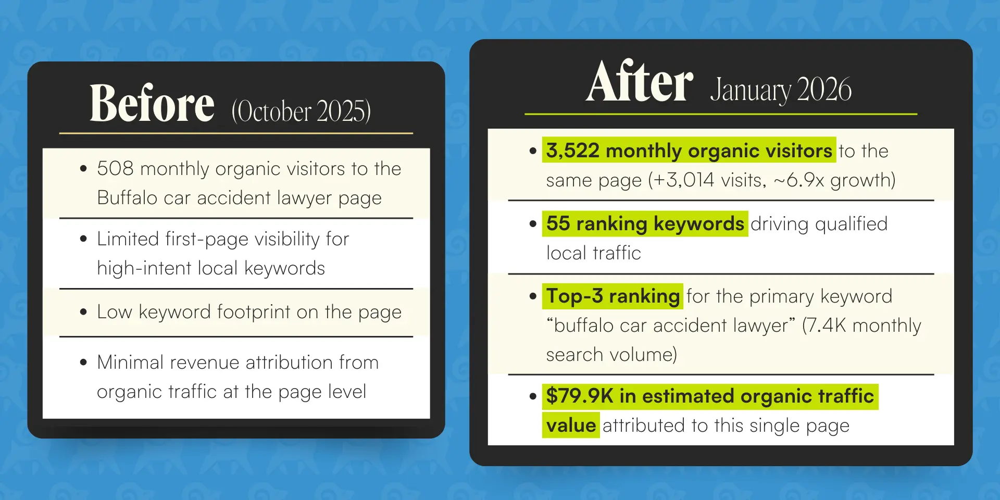 Before (October 2025)
• 508 monthly organic visitors to the
Buffalo car accident lawyer page
• Limited first-page visibility for
high-intent local keywords
• Low keyword footprint on the page
• Minimal revenue attribution from
organic traffic at the page level
After January 2026
• 3,522 monthly organic visitors to the
same page (+3,014 visits, ~6.9x growth)
• 55 ranking keywords driving qualified
local traffic
• Top-3 ranking for the primary keyword
“buffalo car accident lawyer” (7.4K monthly
search volume)
• $79.9K in estimated organic traffic
value attributed to this single page